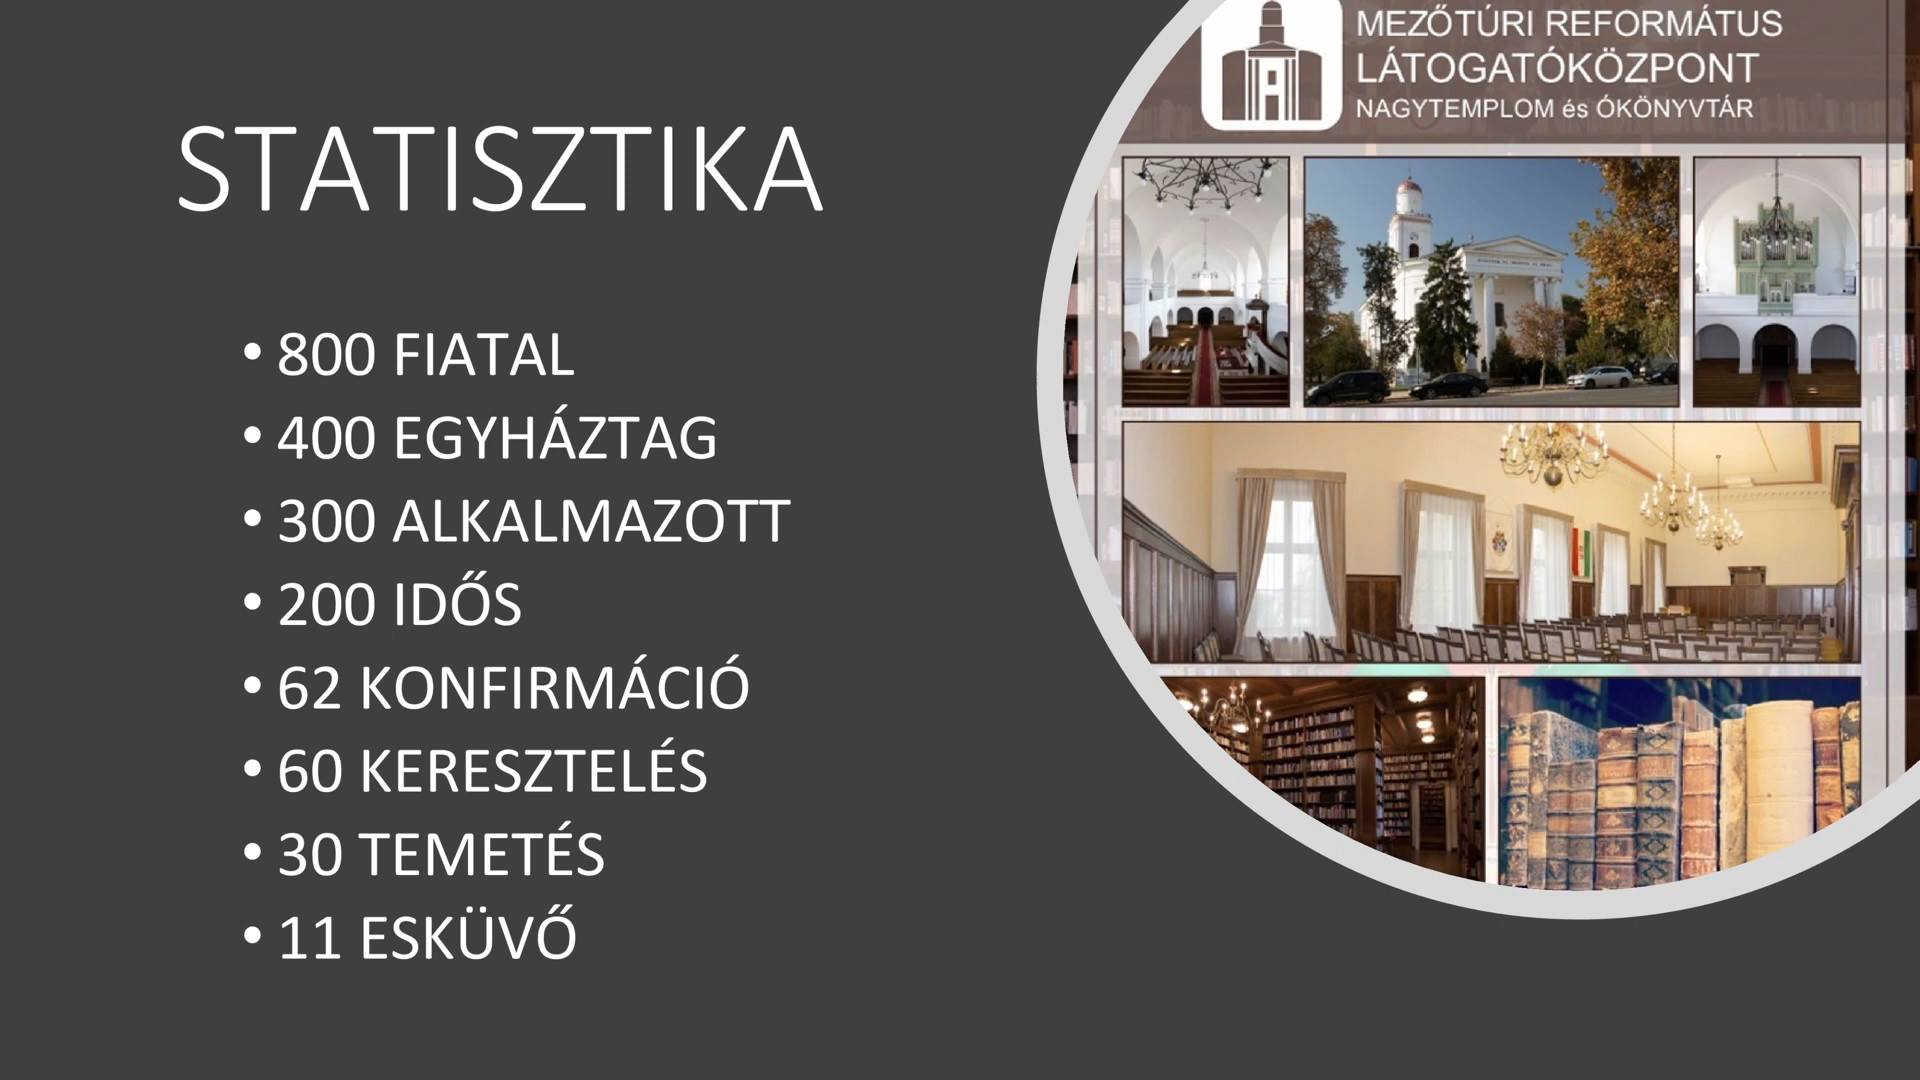 STATISZTIKA
• 800 FIATAL
• 400 EGYHÁZTAG
• 300 ALKALMAZOTT
• 200 IDŐS
• 62 KONFIRMÁCIÓ
• 60 KERESZTELÉS
• 30 TEMETÉS
• 11 ESKÜVŐ
MEZŐTÚRI REFORMÁTUS
LÁTOGATÓKÖZPONT
NAGYTEMPLOM és ÓKÖNYVTÁR